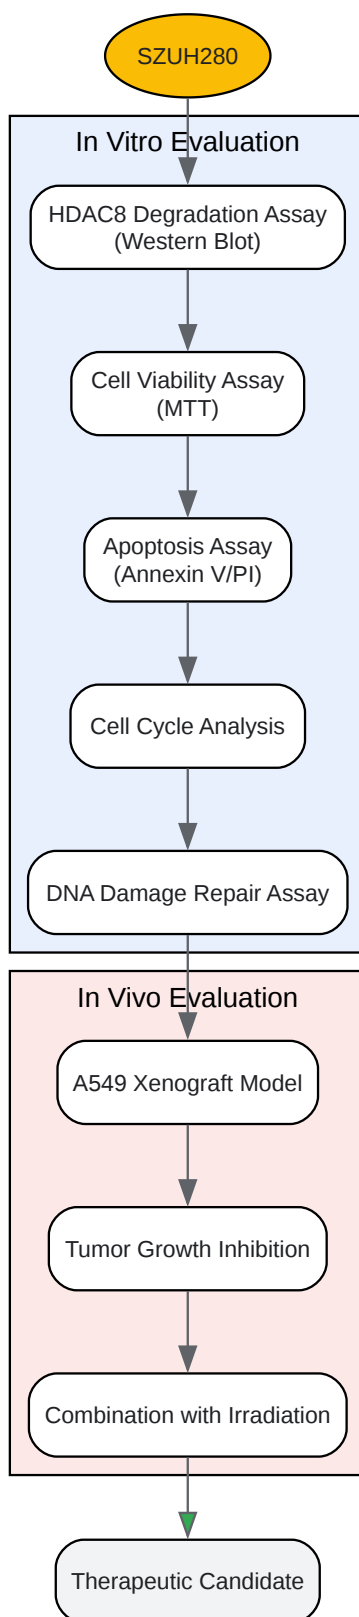 SZUH280
In Vitro Evaluation
HDAC8 Degradation Assay
(Western Blot)
Cell Viability Assay
(MTT)
Apoptosis Assay
(Annexin V/PI)
Cell Cycle Analysis
DNA Damage Repair Assay
In Vivo Evaluation
A549 Xenograft Model
Tumor Growth Inhibition
Combination with Irradiation
Therapeutic Candidate